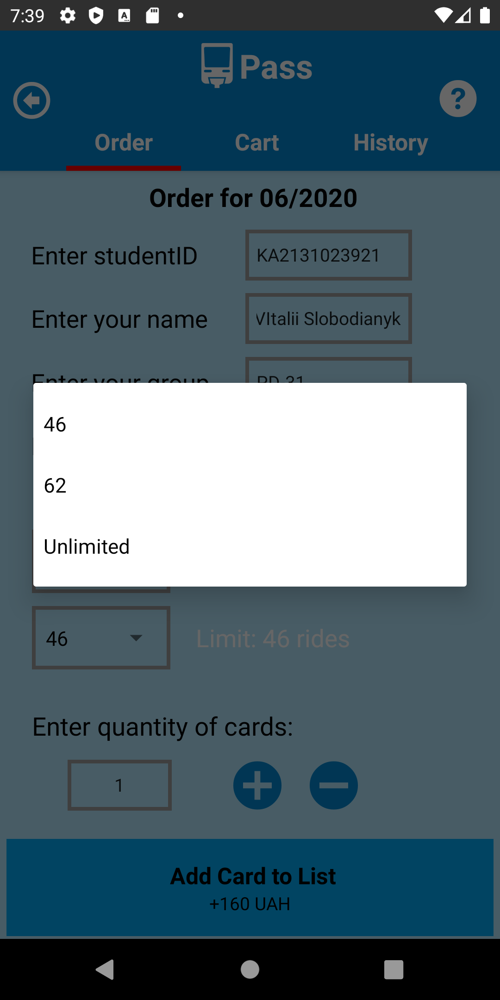 7:39
Pass
Order Cart History
Order for 06/2020
Enter studentID KA2131023921
Enter your name VItalii Slobodianyk
Enter your group PD 31
46
62
Unlimited
46 Limit: 46 rides
Enter quantity of cards:
1
Add Card to List
+160 UAH